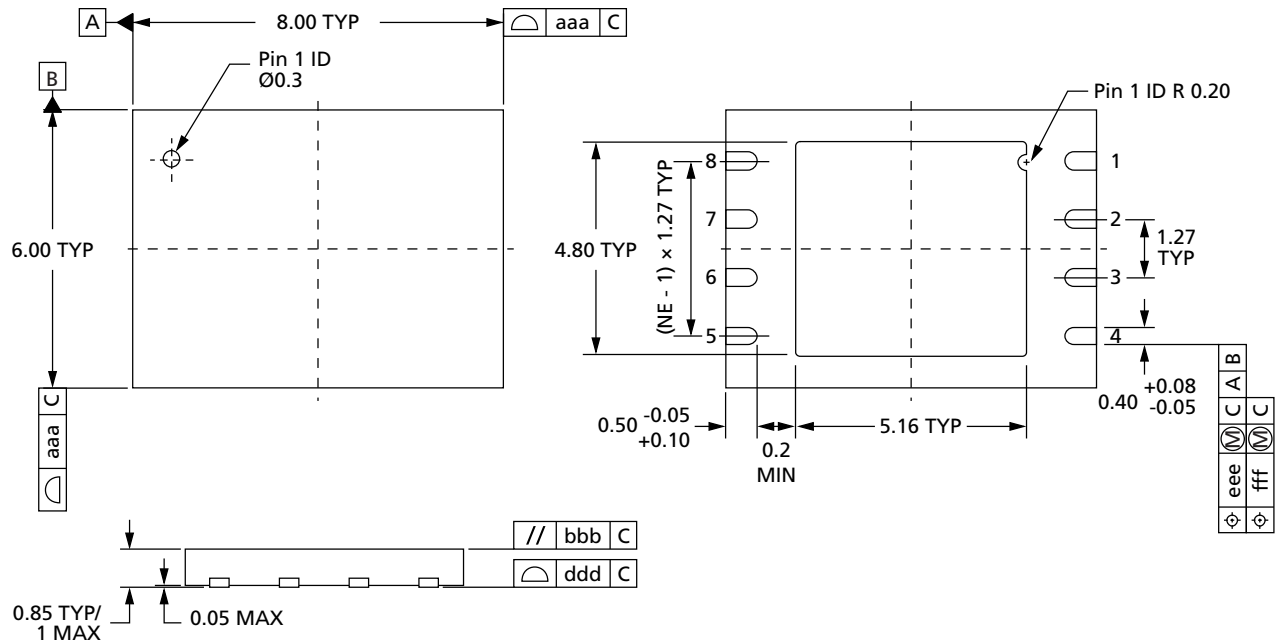 A
8.00 TYP
aaa C
Pin 1 ID
Ø0.3
B
6.00 TYP
aaa C
Pin 1 ID R 0.20
8
7
6
5
1
2
3
4
(NE - 1) × 1.27 TYP
4.80 TYP
1.27
TYP
0.50 -0.05
+0.10
0.2
MIN
5.16 TYP
0.40 +0.08
-0.05
⌖ eee Ⓜ C A B
⌖ fff Ⓜ C
// bbb C
ddd C
0.85 TYP/
1 MAX
0.05 MAX